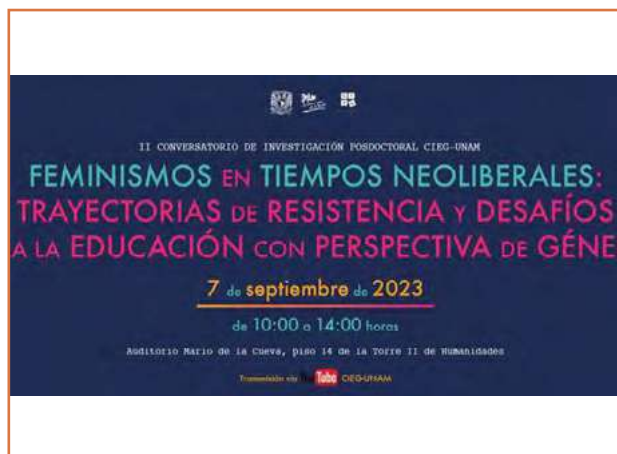 II CONVERSATORIO DE INVESTIGACIÓN POSDOCTORAL CIEG-UNAM
FEMINISMOS EN TIEMPOS NEOLIBERALES:
TRAYECTORIAS DE RESISTENCIA Y DESAFÍOS
A LA EDUCACIÓN CON PERSPECTIVA DE GÉNE
7 de septiembre de 2023
de 10:00 a 14:00 horas
Auditorio Mario de la Cueva, piso 14 de la Torre II de Humanidades
Transmisión vía YouTube CIEG-UNAM